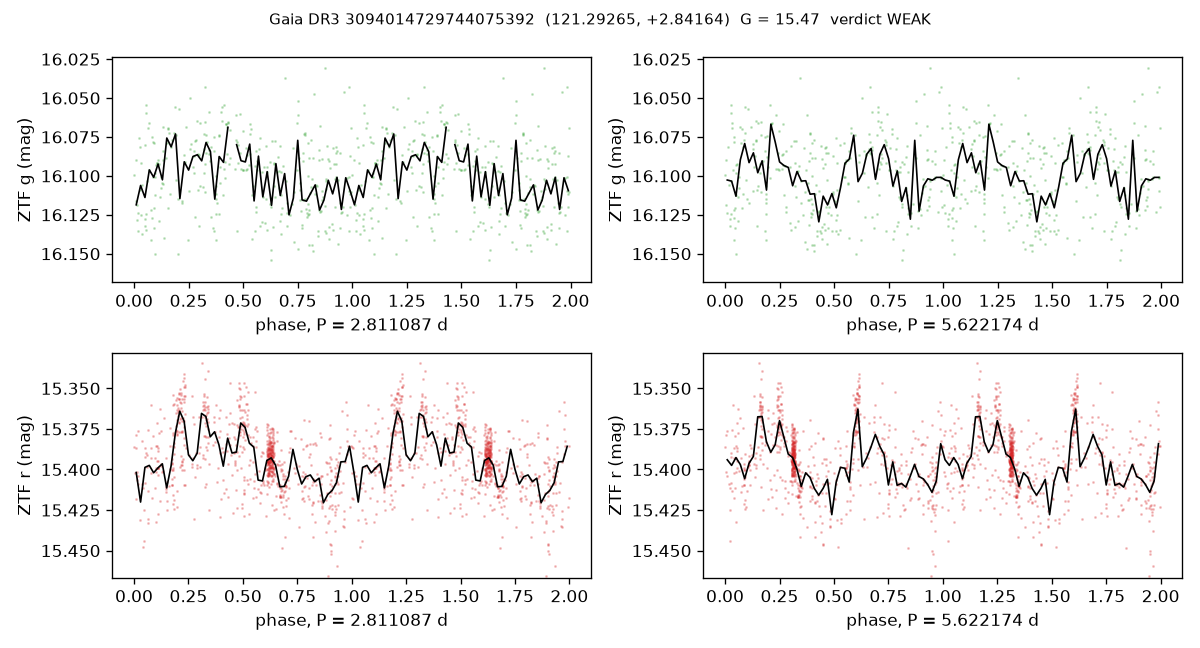 Gaia DR3 3094014729744075392 (121.29265, +2.84164) G = 15.47 verdict WEAK
ZTF g (mag)
16.025
16.050
16.075
16.100
16.125
16.150
0.00 0.25 0.50 0.75 1.00 1.25 1.50 1.75 2.00
phase, P = 2.811087 d
ZTF g (mag)
16.025
16.050
16.075
16.100
16.125
16.150
0.00 0.25 0.50 0.75 1.00 1.25 1.50 1.75 2.00
phase, P = 5.622174 d
ZTF r (mag)
15.350
15.375
15.400
15.425
15.450
0.00 0.25 0.50 0.75 1.00 1.25 1.50 1.75 2.00
phase, P = 2.811087 d
ZTF r (mag)
15.350
15.375
15.400
15.425
15.450
0.00 0.25 0.50 0.75 1.00 1.25 1.50 1.75 2.00
phase, P = 5.622174 d